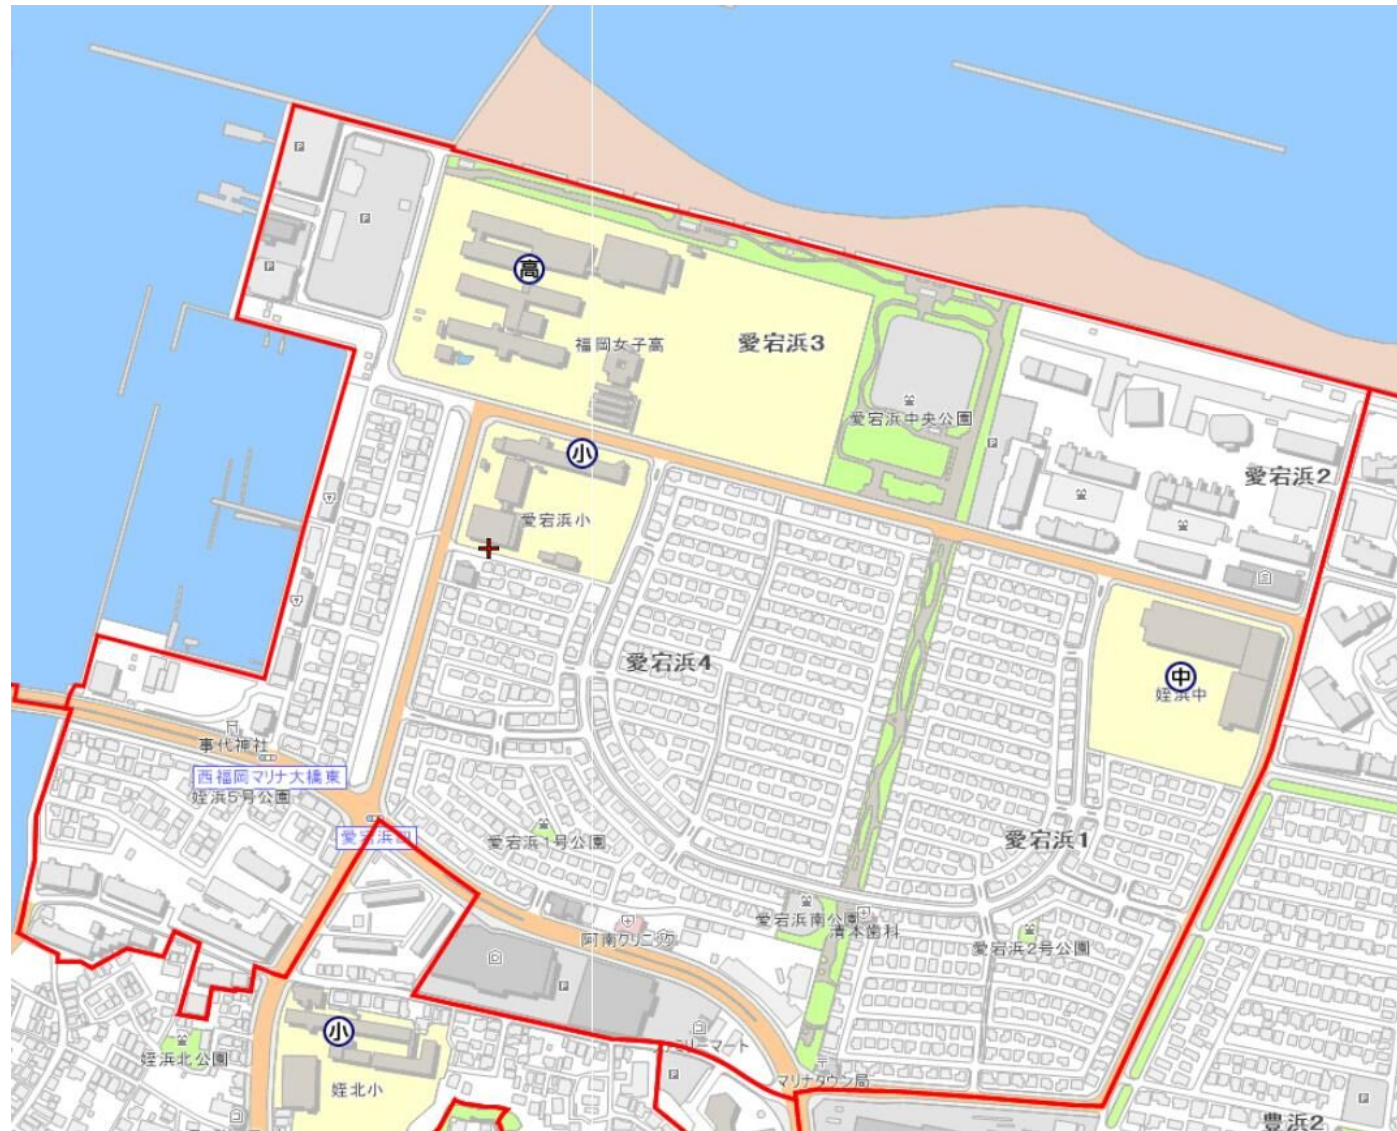 P
P
高
P
福岡女子高
愛宕浜3
愛宕浜中央公園
P
小
愛宕浜2
愛宕浜小
愛宕浜4
中
姪浜中
事代神社
西福岡マリナ大橋東
姪浜5号公園
愛宕浜1号公園
愛宕浜1
愛宕浜南公園
清本歯科
阿南クリニック
愛宕浜2号公園
P
小
姪浜北公園
姪北小
マリナタウン局
P
P
豊浜2